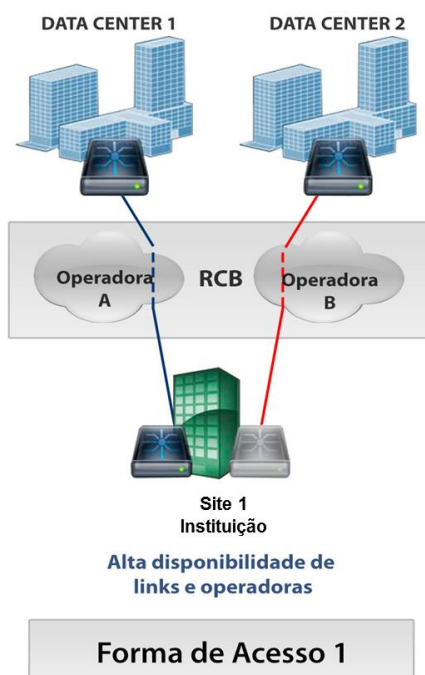 DATA CENTER 1
DATA CENTER 2
Operadora
A
RCB
Operadora
B
Site 1
Instituição
Alta disponibilidade de
links e operadoras
Forma de Acesso 1